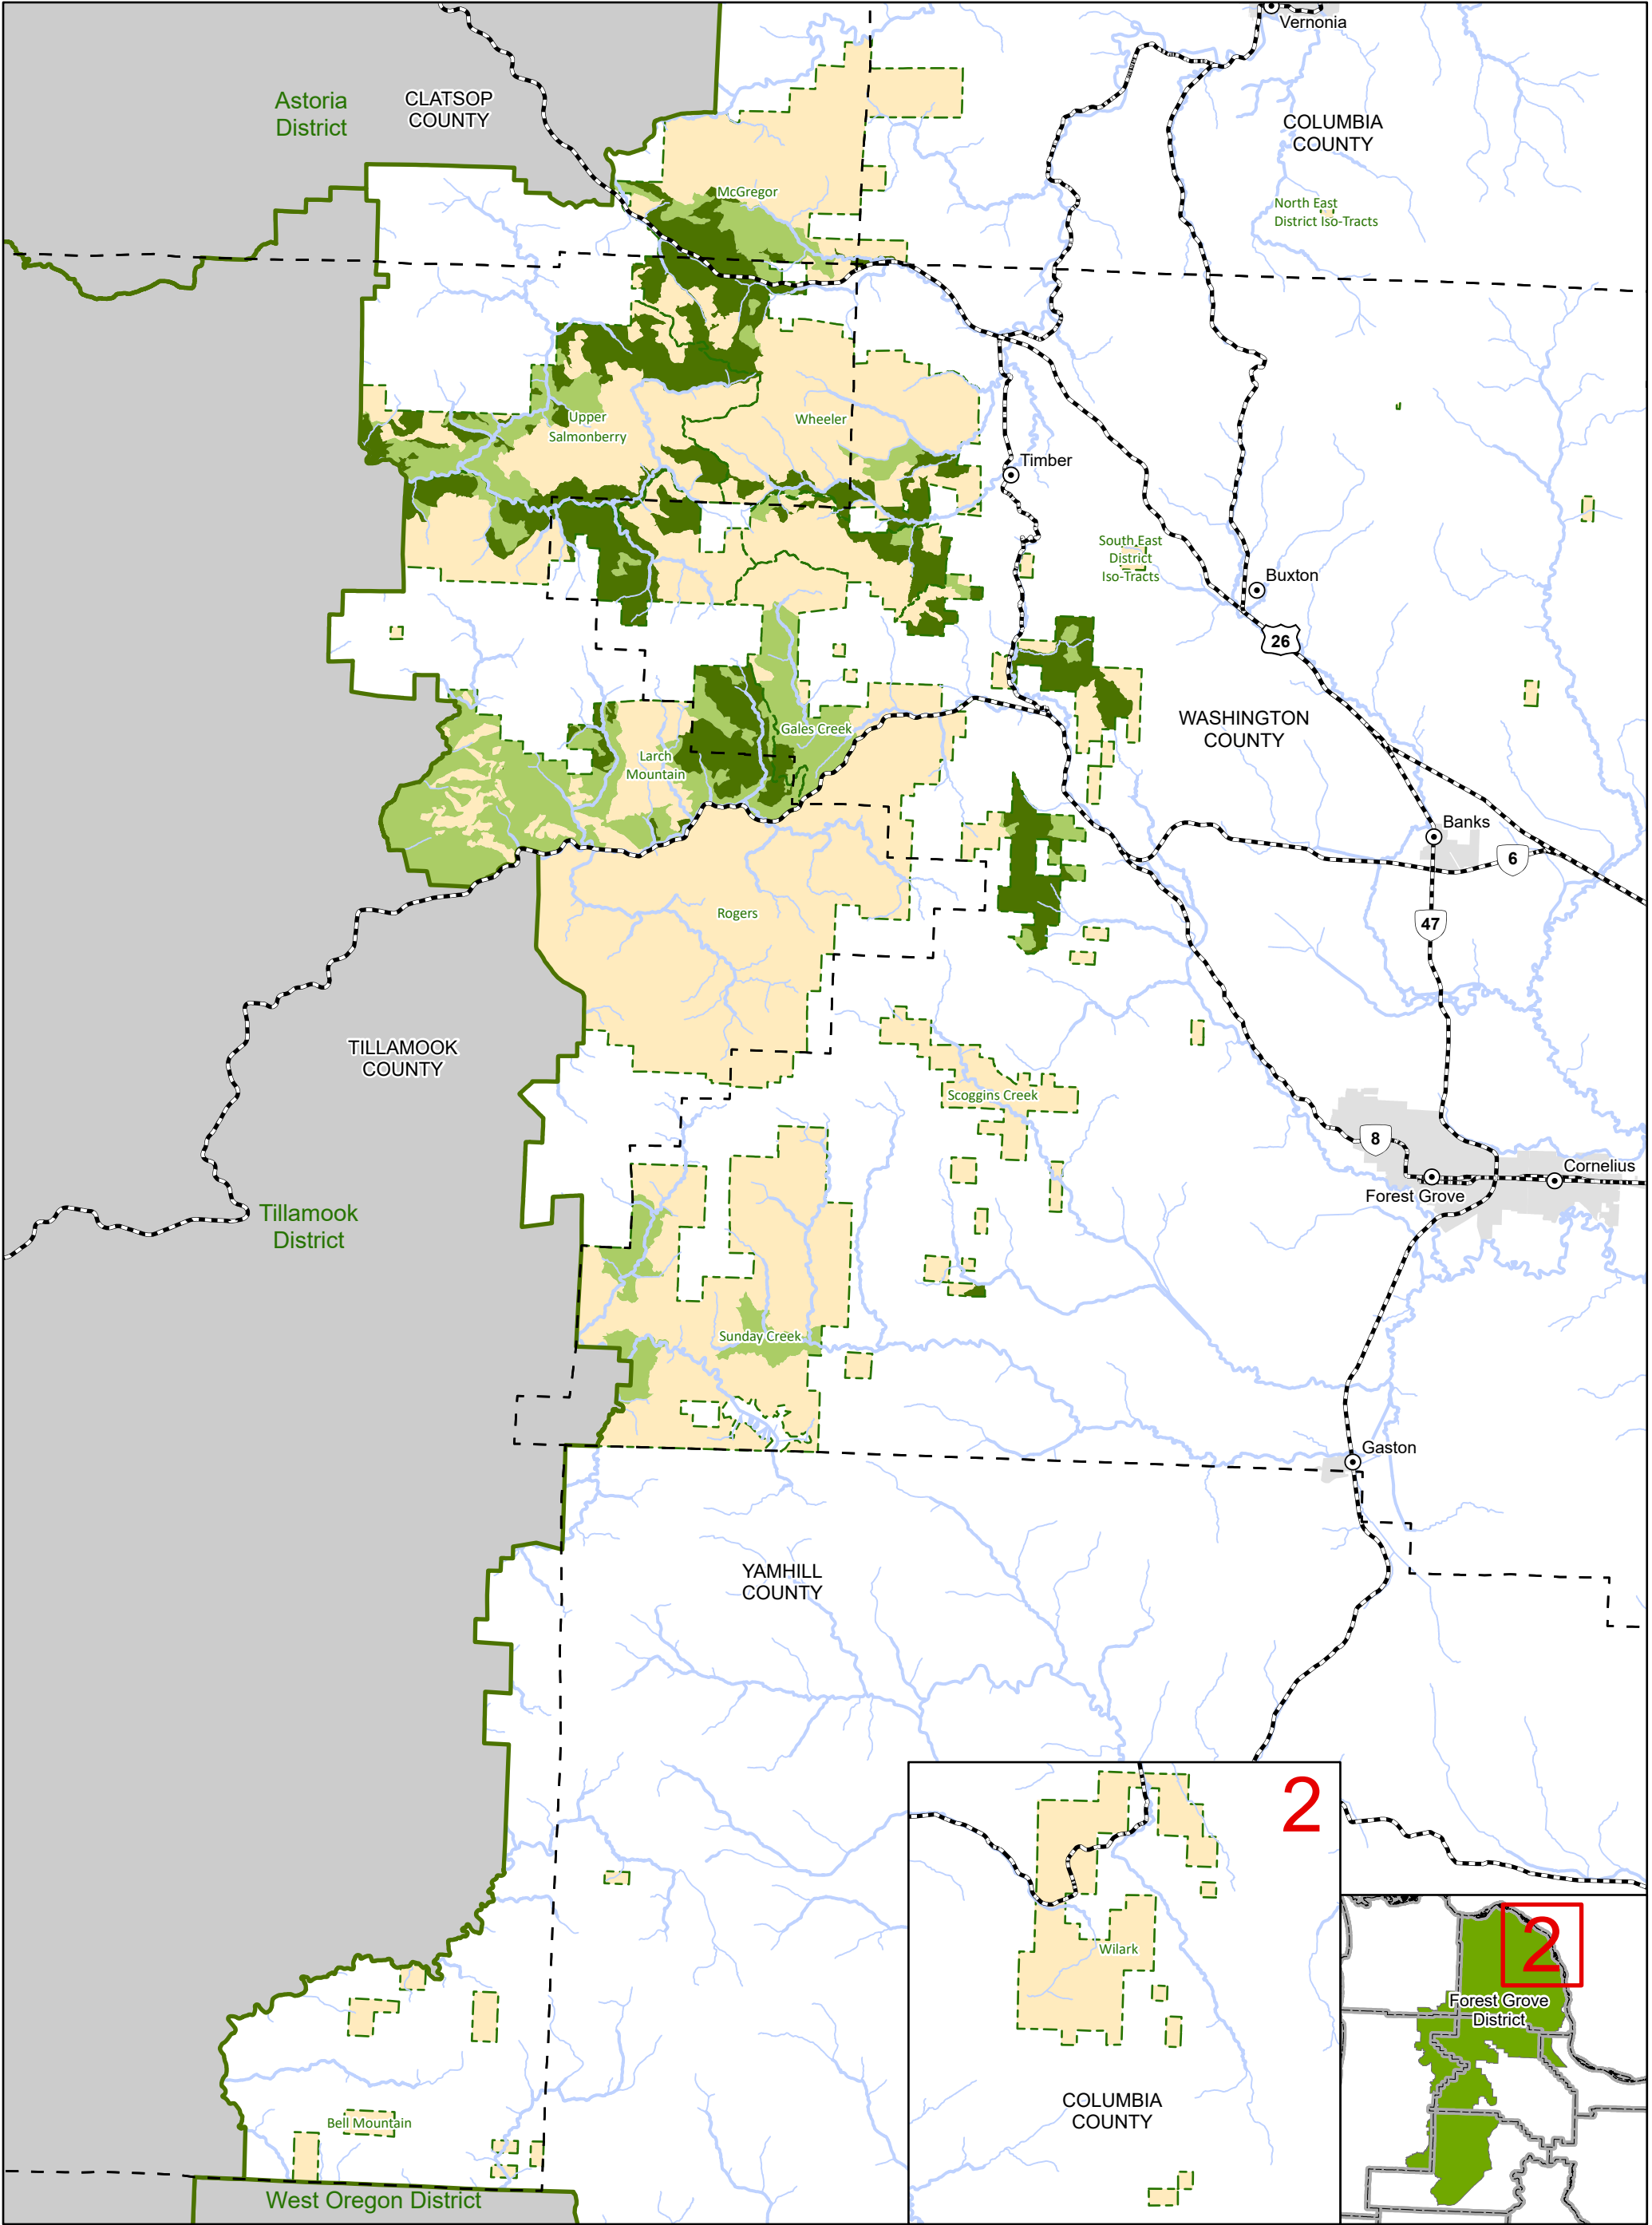 Vernonia
Astoria
District
CLATSOP
COUNTY
COLUMBIA
COUNTY
McGregor
North East
District Iso-Tracts
Upper
Salmonberry
Wheeler
Timber
South East
District
Iso-Tracts
Buxton
26
WASHINGTON
COUNTY
Gales Creek
Larch
Mountain
Banks
6
47
Rogers
TILLAMOOK
COUNTY
Scoggins Creek
8
Cornelius
Forest Grove
Tillamook
District
Sunday Creek
Gaston
YAMHILL
COUNTY
2
Wilark
2
Forest Grove
District
COLUMBIA
COUNTY
Bell Mountain
West Oregon District